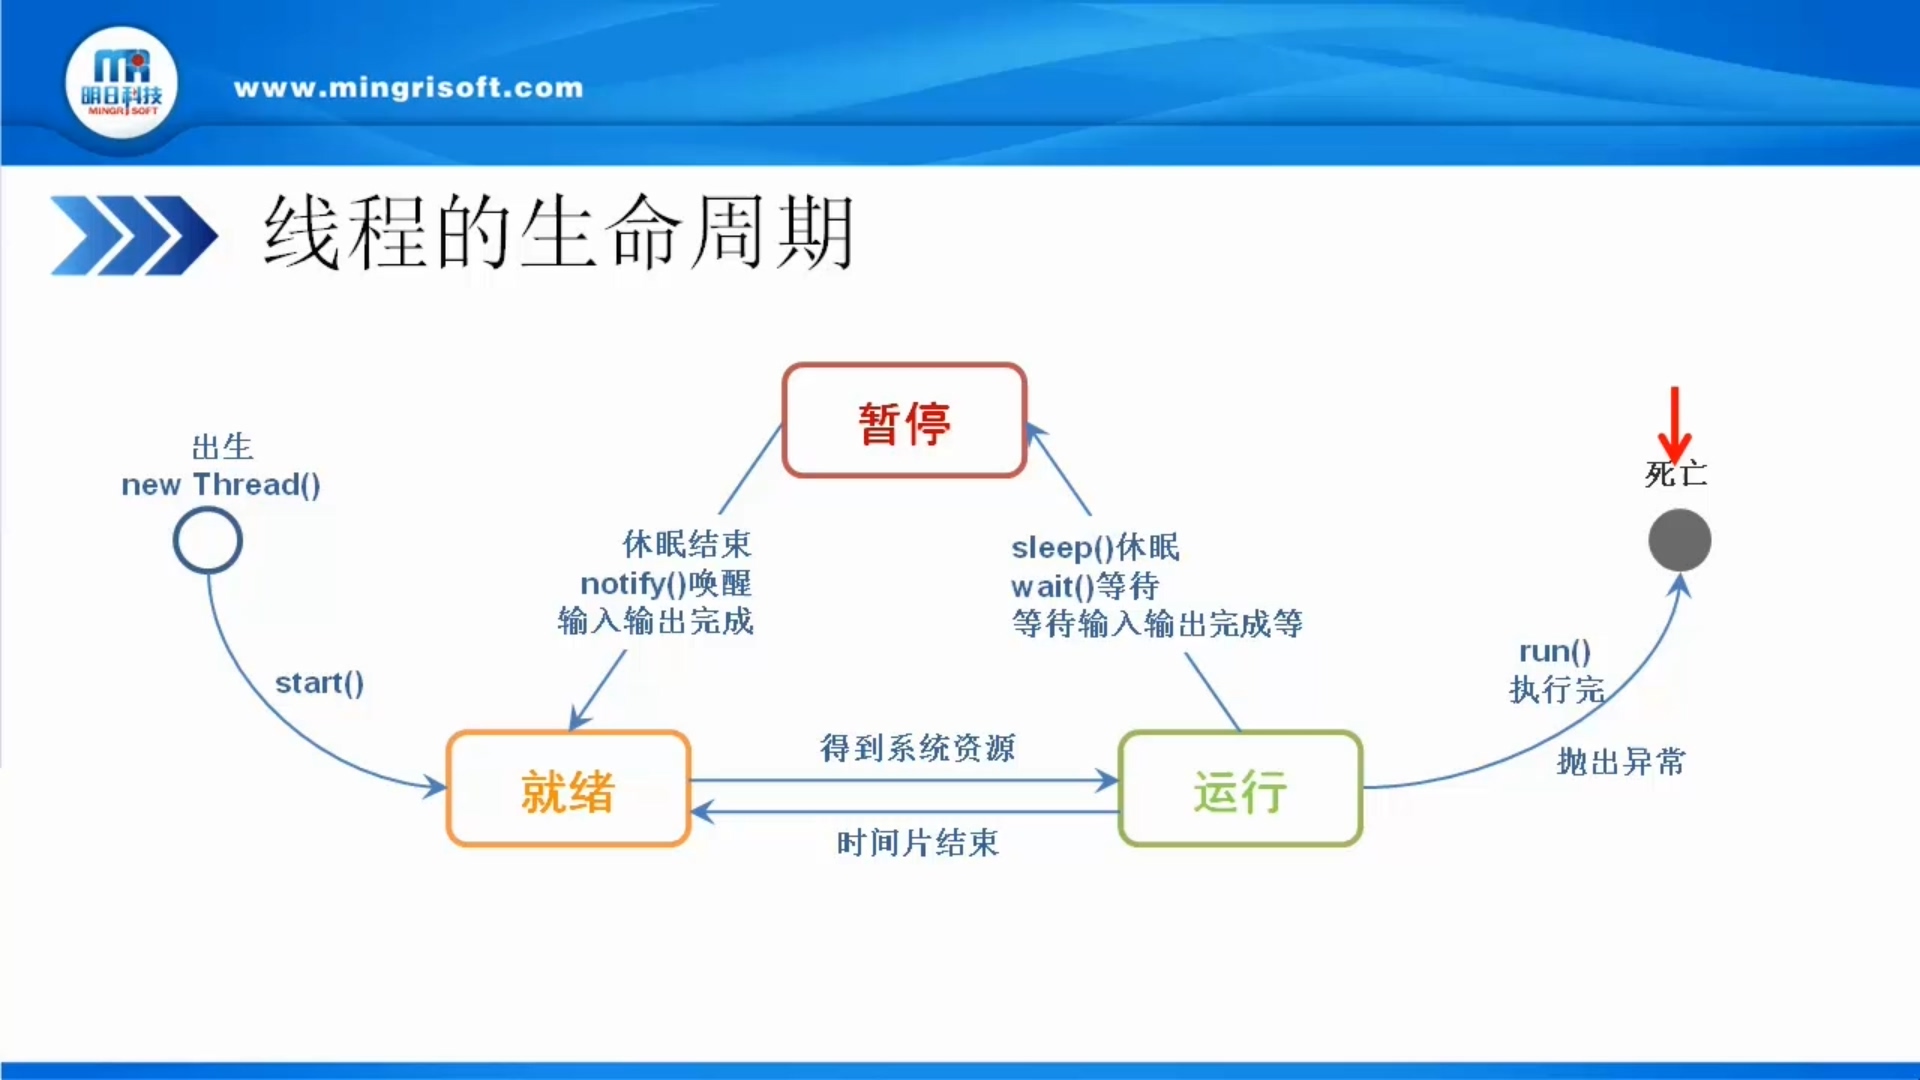 明日科技
MINGRISOFT
www.mingrisoft.com
线程的生命周期
暂停
出生
new Thread()
死亡
休眠结束
notify()唤醒
输入输出完成
sleep()休眠
wait()等待
等待输入输出完成等
start()
run()
执行完
抛出异常
得到系统资源
就绪
运行
时间片结束